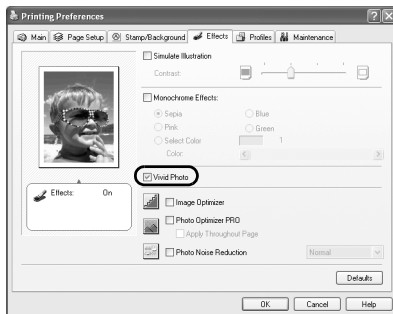 Printing Preferences
Main Page Setup Stamp/Background Effects Profiles Maintenance
Simulate Illustration
Contrast:
Monochrome Effects:
Sepia Blue
Pink Green
Select Color 1
Color:
Vivid Photo
Effects: On
Image Optimizer
Photo Optimizer PRO
Apply Throughout Page
Photo Noise Reduction Normal
Defaults
OK Cancel Help